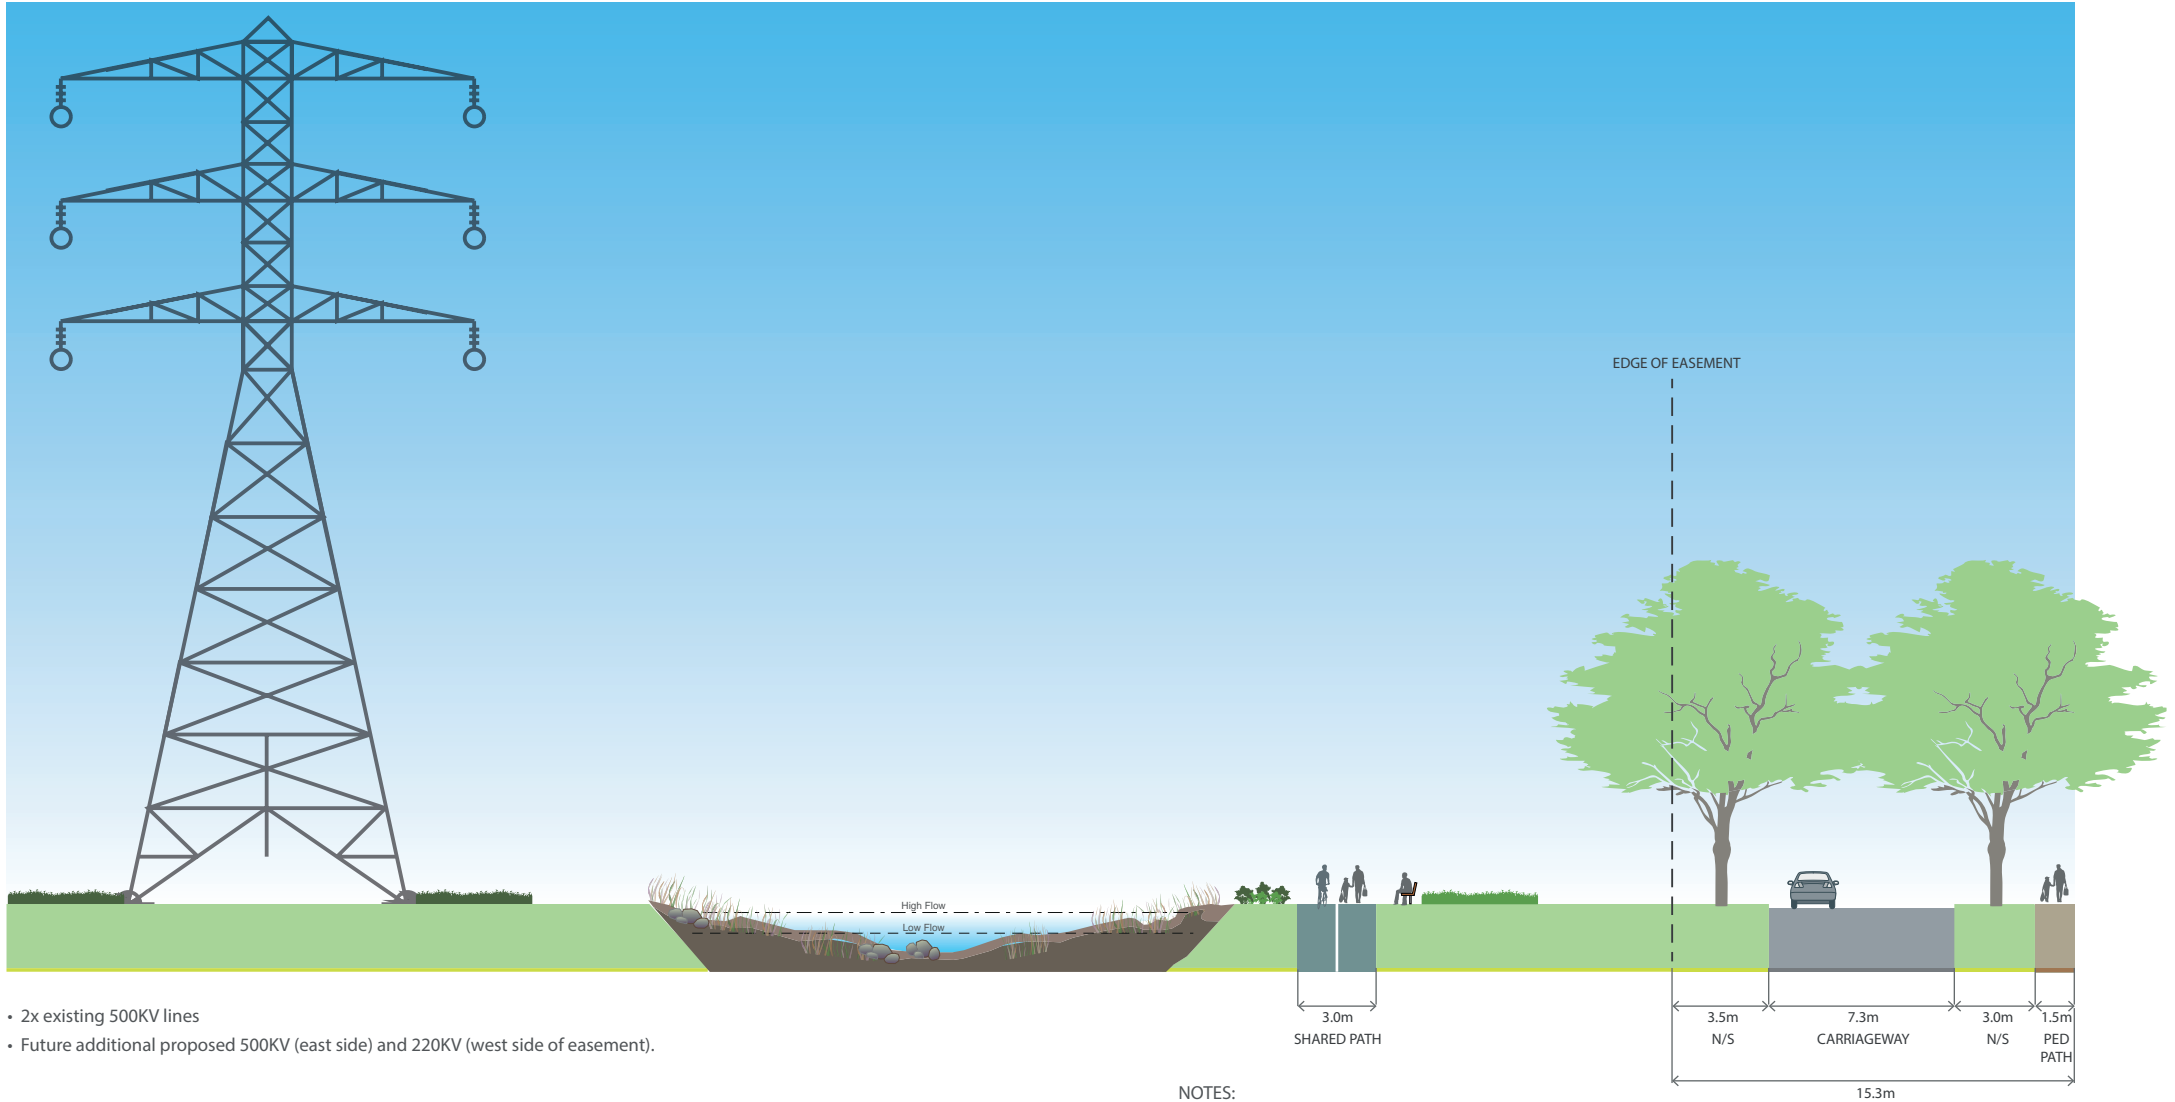 EDGE OF EASEMENT
High Flow
Low Flow
3.0m
SHARED PATH
3.5m
N/S
7.3m
CARRIAGEWAY
3.0m
N/S
1.5m
PED
PATH
15.3m
• 2x existing 500KV lines
• Future additional proposed 500KV (east side) and 220KV (west side of easement).
NOTES: